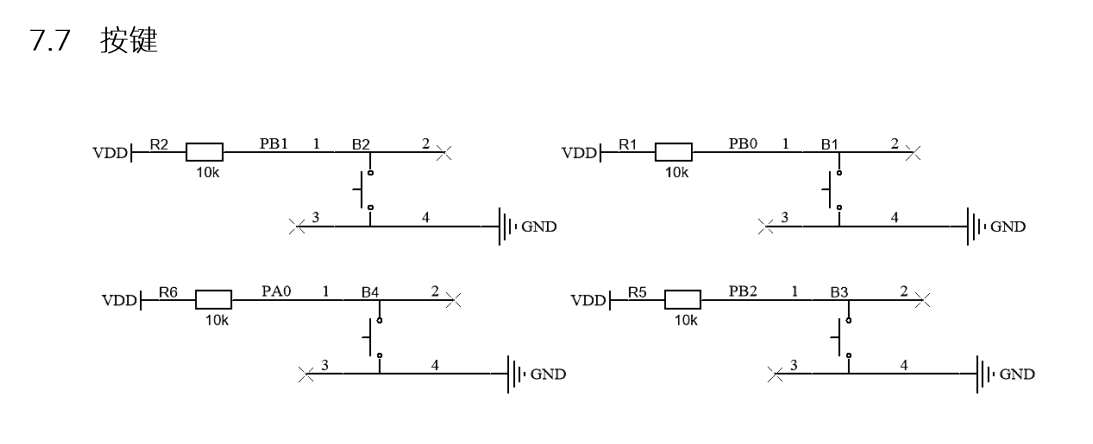 7.7 按键
VDD R2 PB1 1 B2 2
10k
3 4 GND
VDD R1 PB0 1 B1 2
10k
3 4 GND
VDD R6 PA0 1 B4 2
10k
3 4 GND
VDD R5 PB2 1 B3 2
10k
3 4 GND